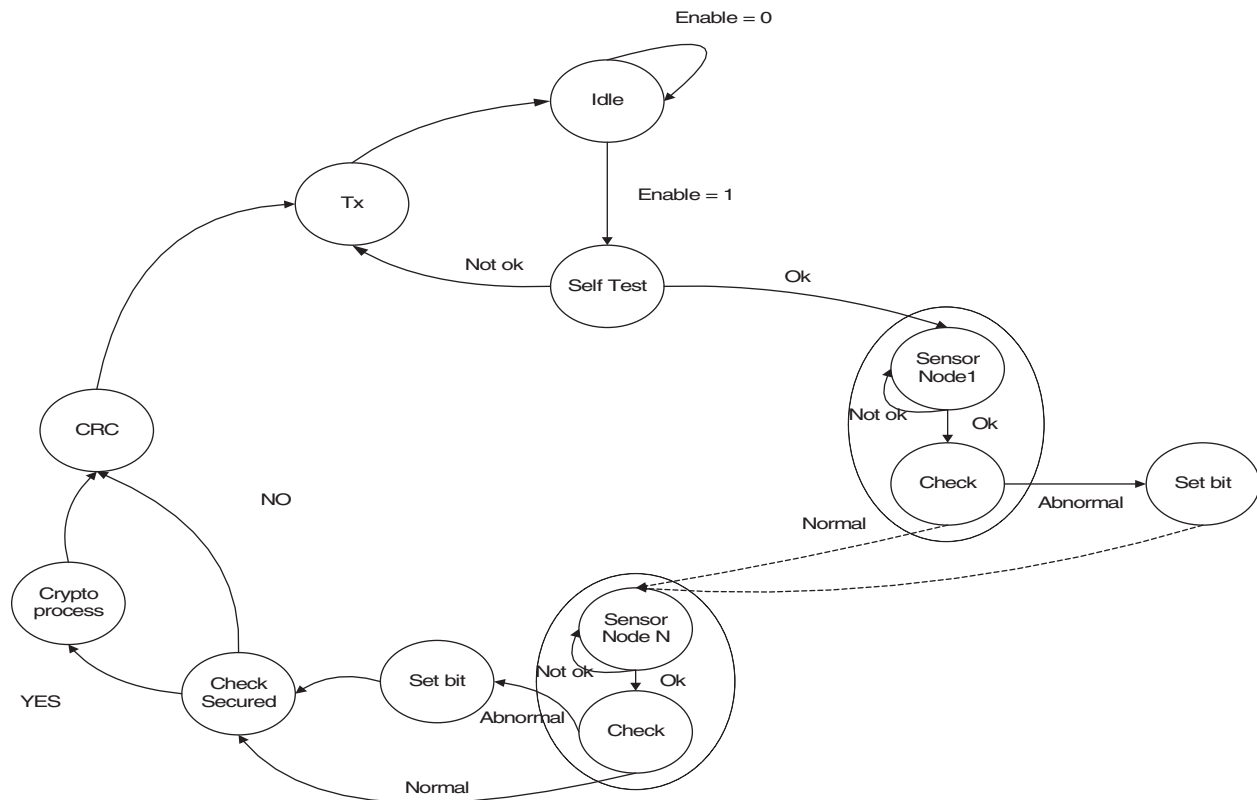 Enable = 0
Idle
Tx
Enable = 1
Not ok
Self Test
Ok
Sensor
Node1
Not ok
Ok
CRC
Check
Set bit
NO
Abnormal
Normal
Crypto
process
Sensor
Node N
Not ok
Ok
Set bit
Check
Secured
YES
Abnormal
Check
Normal